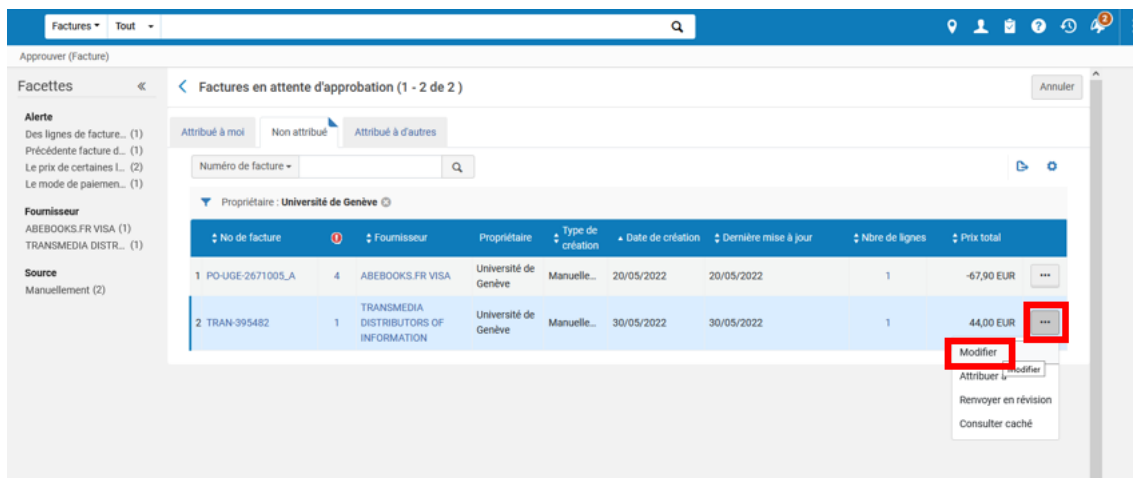 Factures Tout
2
Approuver (Facture)
Facettes
Factures en attente d'approbation (1 - 2 de 2 )
Annuler
Alerte
Des lignes de facture... (1)
Précédente facture d... (1)
Le prix de certaines l... (2)
Le mode de paiemen... (1)
Fournisseur
ABEBOOKS.FR VISA (1)
TRANSMEDIA DISTR... (1)
Source
Manuellement (2)
Attribué à moi Non attribué Attribué à d'autres
Numéro de facture
Propriétaire : Université de Genève
No de facture Fournisseur Propriétaire Type de création Date de création Dernière mise à jour Nbre de lignes Prix total
1 PO-UGE-2671005_A 4 ABEBOOKS.FR VISA Université de Genève Manuelle... 20/05/2022 20/05/2022 1 -67,90 EUR
2 TRAN-395482 1 TRANSMEDIA DISTRIBUTORS OF INFORMATION Université de Genève Manuelle... 30/05/2022 30/05/2022 1 44,00 EUR
Modifier
Attribuer à
Renvoyer en révision
Consulter caché